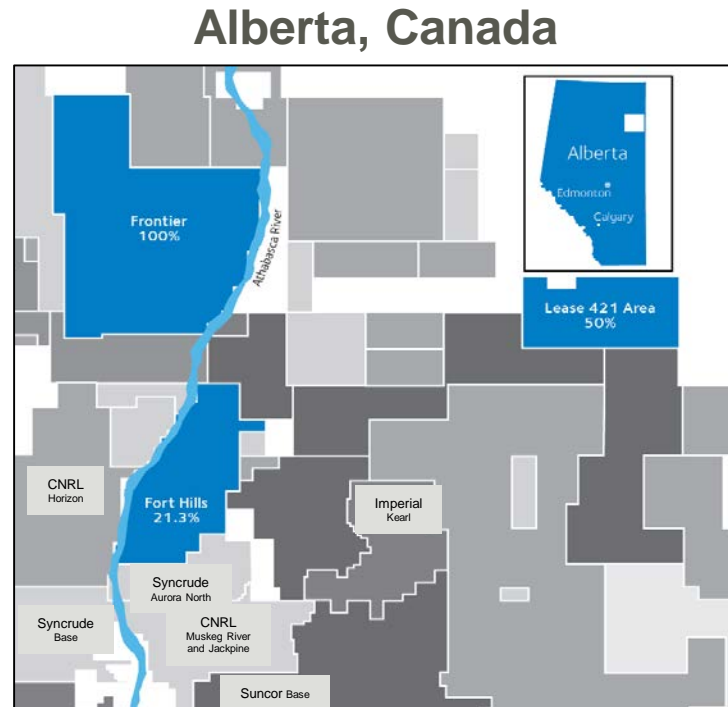 Alberta, Canada
Alberta
Edmonton
Calgary
Frontier
100%
Athabasca River
Lease 421 Area
50%
CNRL
Horizon
Fort Hills
21.3%
Imperial
Kearl
Syncrude
Aurora North
Syncrude
Base
CNRL
Muskeg River
and Jackpine
Suncor Base